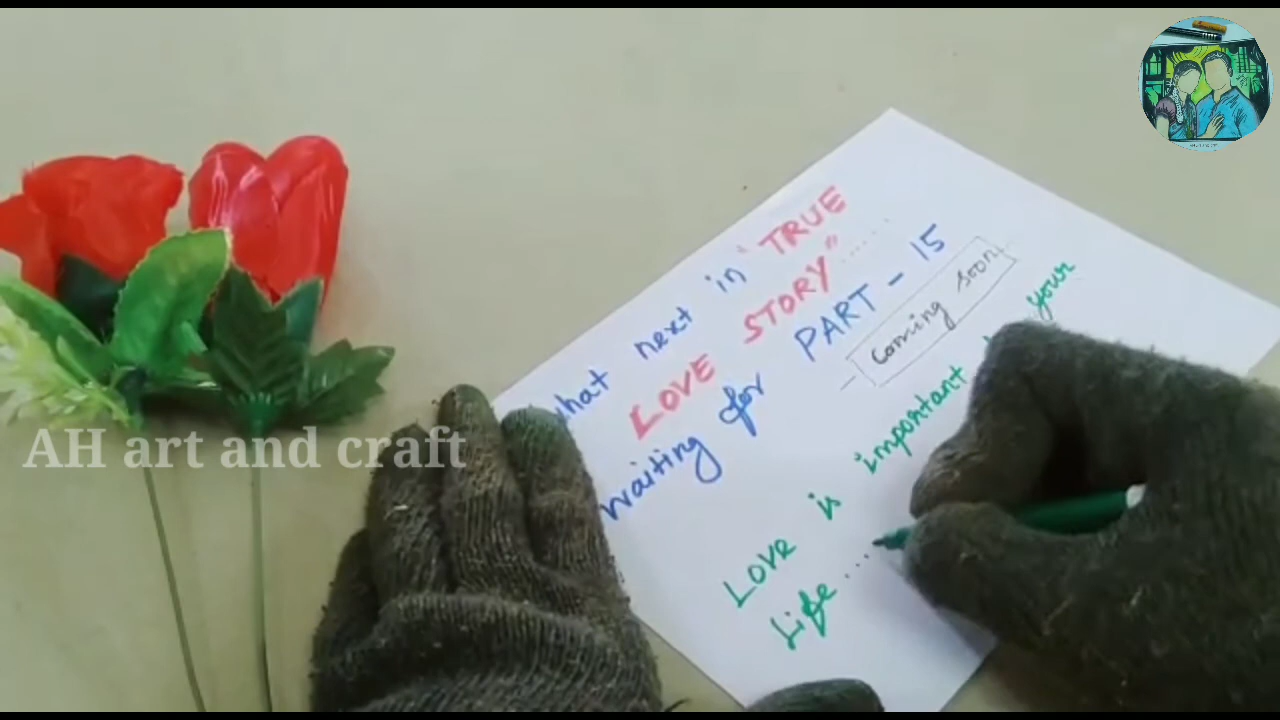 what next in "TRUE
LOVE STORY".....
waiting for PART - 15
- Coming soon
Love is important your
life....
AH art and craft